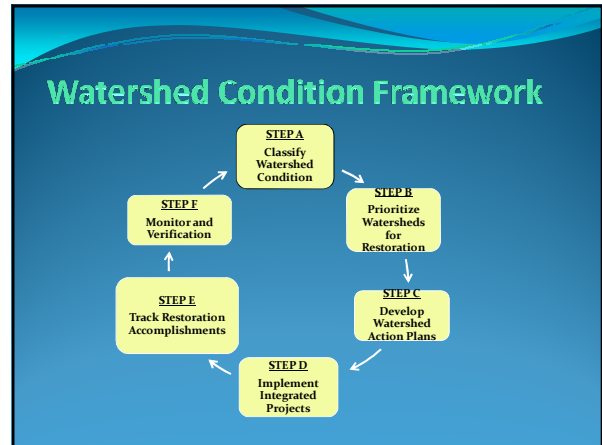 Watershed Condition Framework
STEP A
Classify
Watershed
Condition
STEP B
Prioritize
Watersheds
for
Restoration
STEP C
Develop
Watershed
Action Plans
STEP D
Implement
Integrated
Projects
STEP E
Track Restoration
Accomplishments
STEP F
Monitor and
Verification